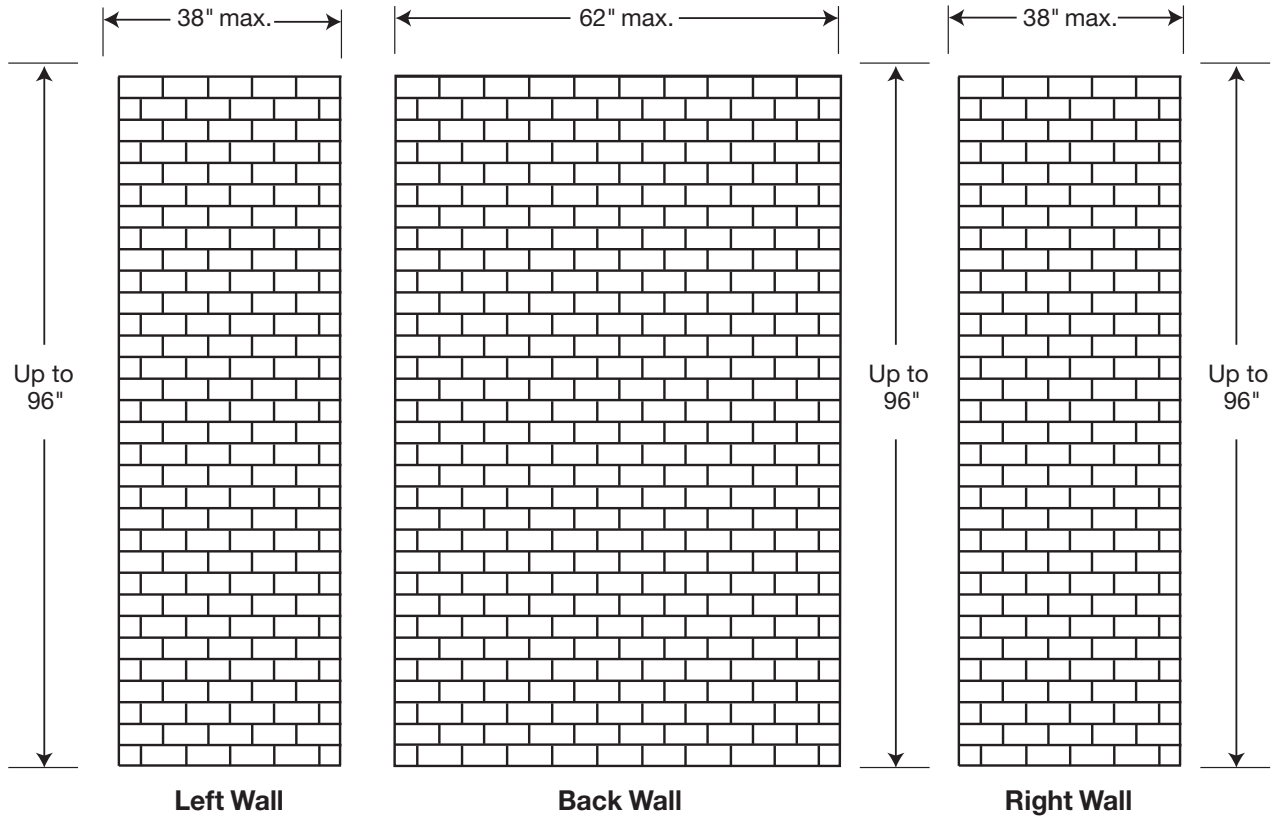 38" max.
62" max.
38" max.
Up to
96"
Up to
96"
Up to
96"
Left Wall
Back Wall
Right Wall